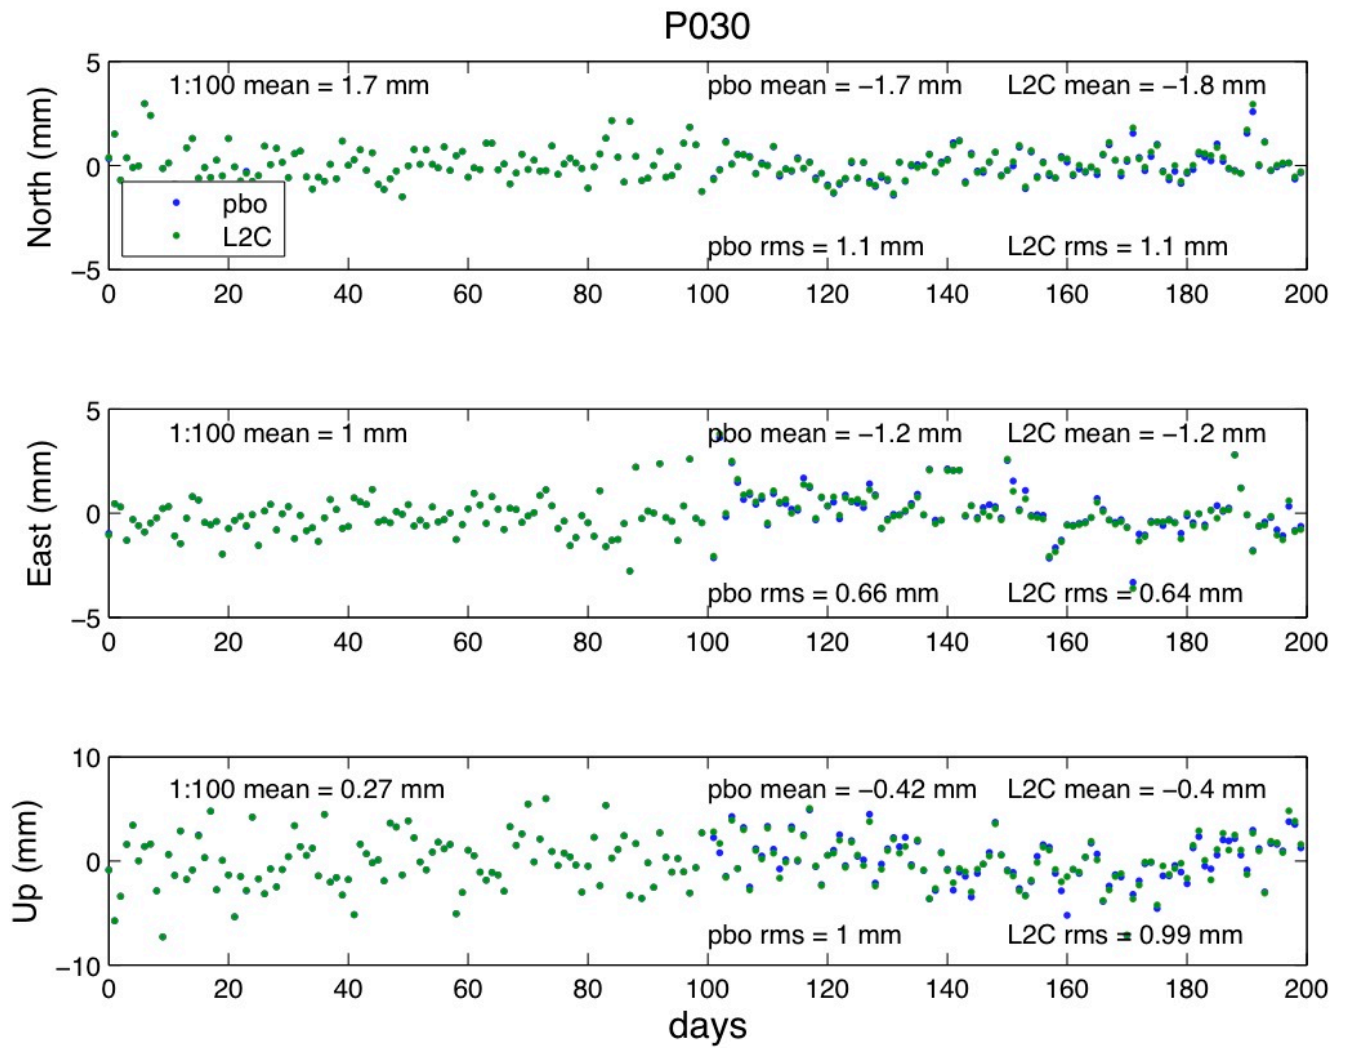 P030
5
1:100 mean = 1.7 mm
pbo mean = −1.7 mm
L2C mean = −1.8 mm
North (mm)
0
pbo
L2C
pbo rms = 1.1 mm
L2C rms = 1.1 mm
−5
0 20 40 60 80 100 120 140 160 180 200
5
1:100 mean = 1 mm
pbo mean = −1.2 mm
L2C mean = −1.2 mm
East (mm)
0
pbo rms = 0.66 mm
L2C rms = 0.64 mm
−5
0 20 40 60 80 100 120 140 160 180 200
10
1:100 mean = 0.27 mm
pbo mean = −0.42 mm
L2C mean = −0.4 mm
Up (mm)
0
pbo rms = 1 mm
L2C rms = 0.99 mm
−10
0 20 40 60 80 100 120 140 160 180 200
days